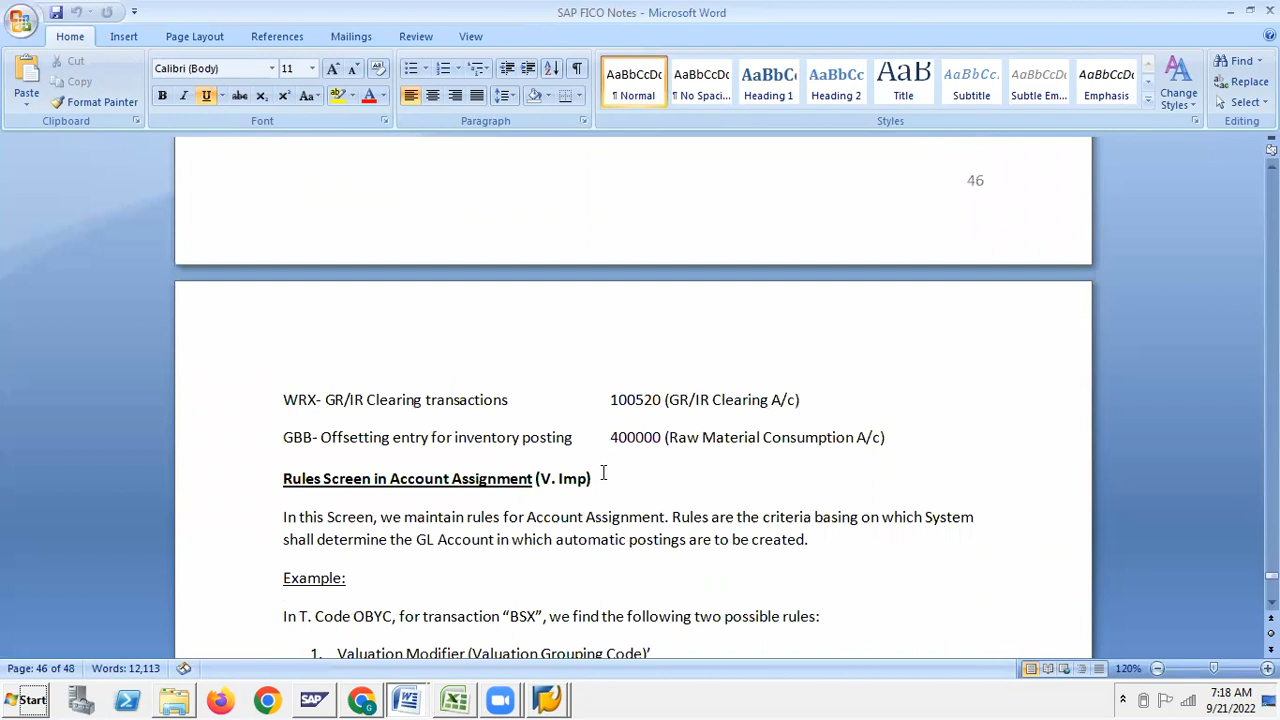 SAP FICO Notes - Microsoft Word
Home Insert Page Layout References Mailings Review View
Paste
Cut
Copy
Format Painter
Clipboard
Calibri (Body) 11
Font
Paragraph
AaBbCcDc AaBbCcDc AaBbCc AaBbCc AaB AaBbCc. AaBbCcDc AaBbCcDc
¶ Normal ¶ No Spaci... Heading 1 Heading 2 Title Subtitle Subtle Em... Emphasis
Change Styles
Styles
Find
Replace
Select
Editing
46
WRX- GR/IR Clearing transactions 100520 (GR/IR Clearing A/c)
GBB- Offsetting entry for inventory posting 400000 (Raw Material Consumption A/c)
Rules Screen in Account Assignment (V. Imp)
In this Screen, we maintain rules for Account Assignment. Rules are the criteria basing on which System
shall determine the GL Account in which automatic postings are to be created.
Example:
In T. Code OBYC, for transaction “BSX”, we find the following two possible rules:
1. Valuation Modifier (Valuation Grouping Code)’
Page: 46 of 48 Words: 12,113 120%
Start SAP 7:18 AM
9/21/2022